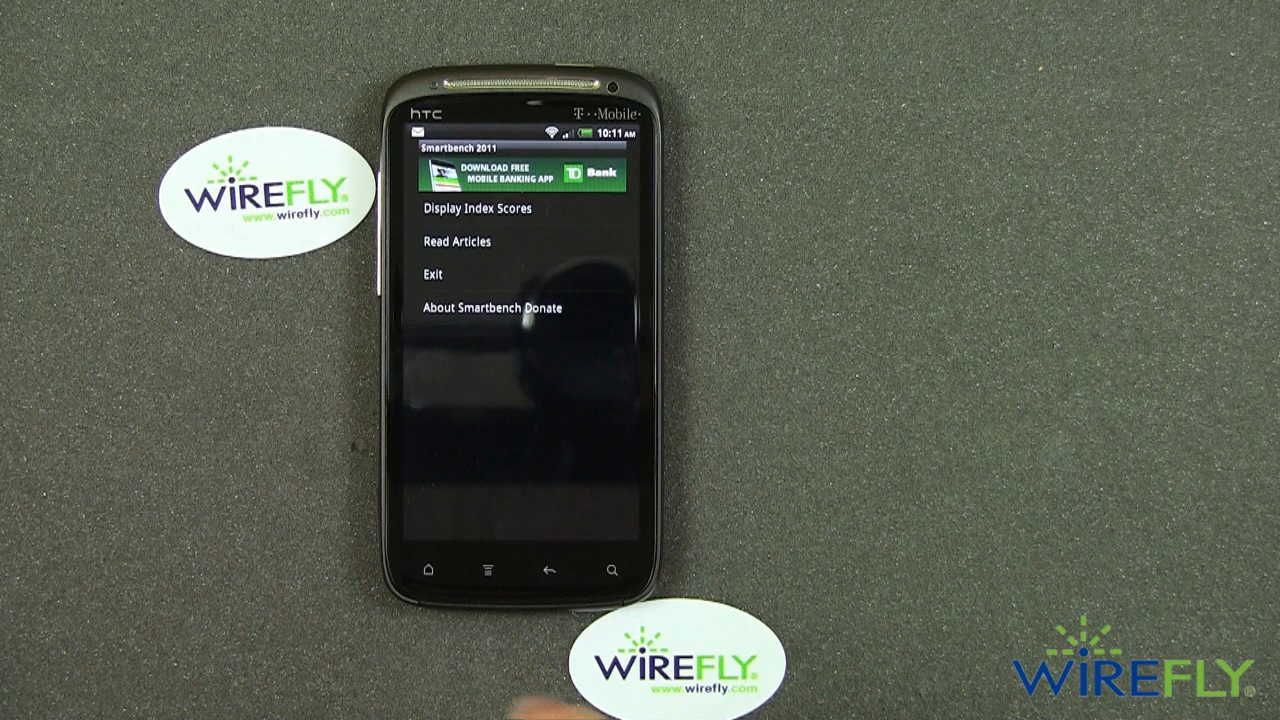 hTC
T··Mobile·
10:11 AM
Smartbench 2011
DOWNLOAD FREE
MOBILE BANKING APP
TD Bank
Display Index Scores
Read Articles
Exit
About Smartbench Donate
WIREFLY®
www.wirefly.com
WIREFLY®
www.wirefly.com
WIREFLY®